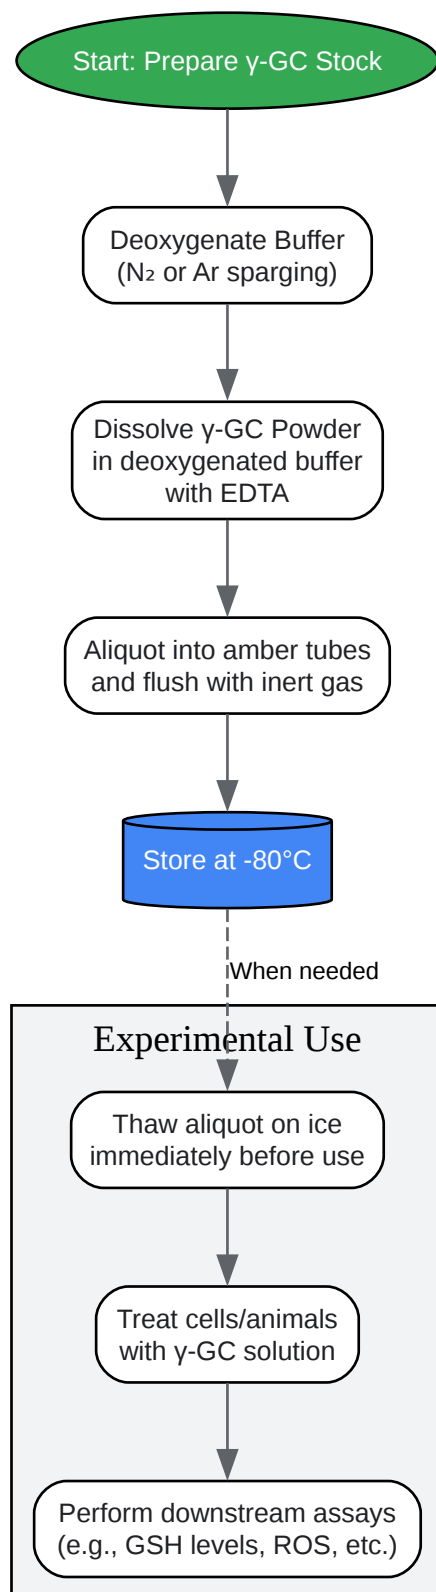 Start: Prepare γ-GC Stock
Deoxygenate Buffer
(N₂ or Ar sparging)
Dissolve γ-GC Powder
in deoxygenated buffer
with EDTA
Aliquot into amber tubes
and flush with inert gas
Store at -80°C
When needed
Experimental Use
Thaw aliquot on ice
immediately before use
Treat cells/animals
with γ-GC solution
Perform downstream assays
(e.g., GSH levels, ROS, etc.)